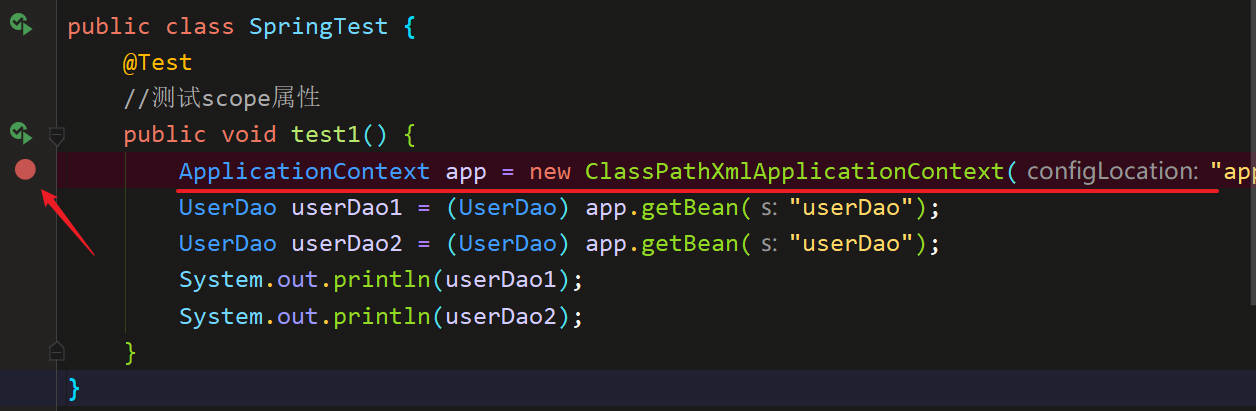 public class SpringTest {
@Test
//测试scope属性
public void test1() {
ApplicationContext app = new ClassPathXmlApplicationContext( configLocation: "app
UserDao userDao1 = (UserDao) app.getBean( s: "userDao");
UserDao userDao2 = (UserDao) app.getBean( s: "userDao");
System.out.println(userDao1);
System.out.println(userDao2);
}
}